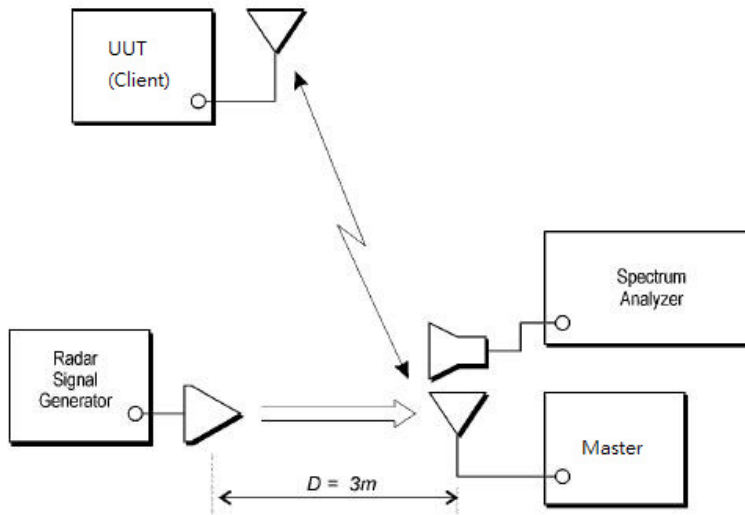 UUT
(Client)
Spectrum
Analyzer
Radar
Signal
Generator
Master
D = 3m